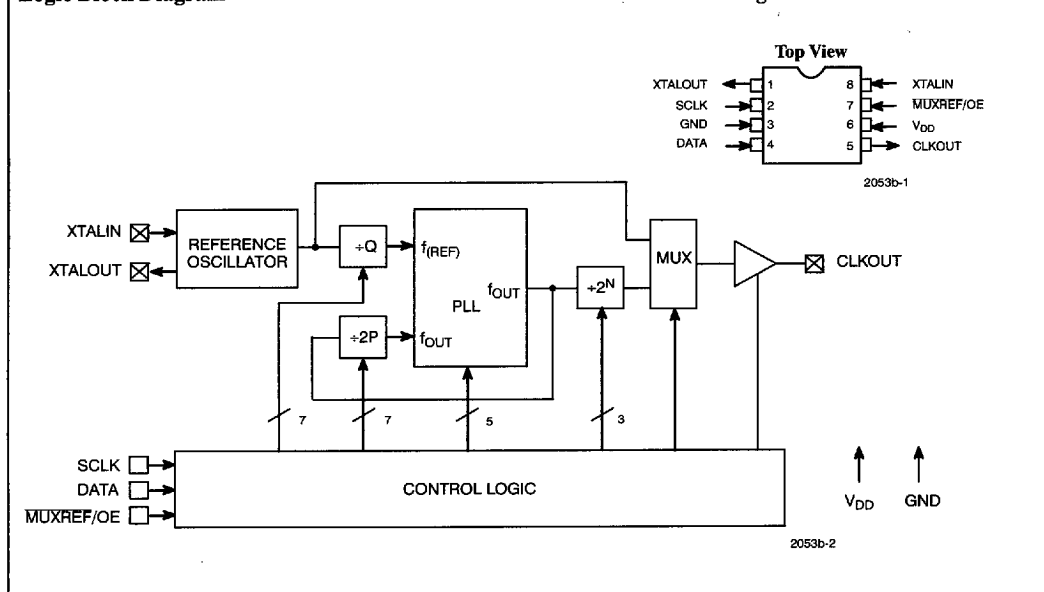 Logic Block Diagram
Top View
XTALOUT 1 8 XTALIN
SCLK 2 7 M̅U̅X̅R̅E̅F̅/OE
GND 3 6 VDD
DATA 4 5 CLKOUT
2053b-1
XTALIN
XTALOUT
REFERENCE
OSCILLATOR
÷Q
f(REF)
fOUT
PLL
÷2P
fOUT
÷2ᴺ
MUX
CLKOUT
7
7
5
3
SCLK
DATA
M̅U̅X̅R̅E̅F̅/OE
CONTROL LOGIC
VDD
GND
2053b-2